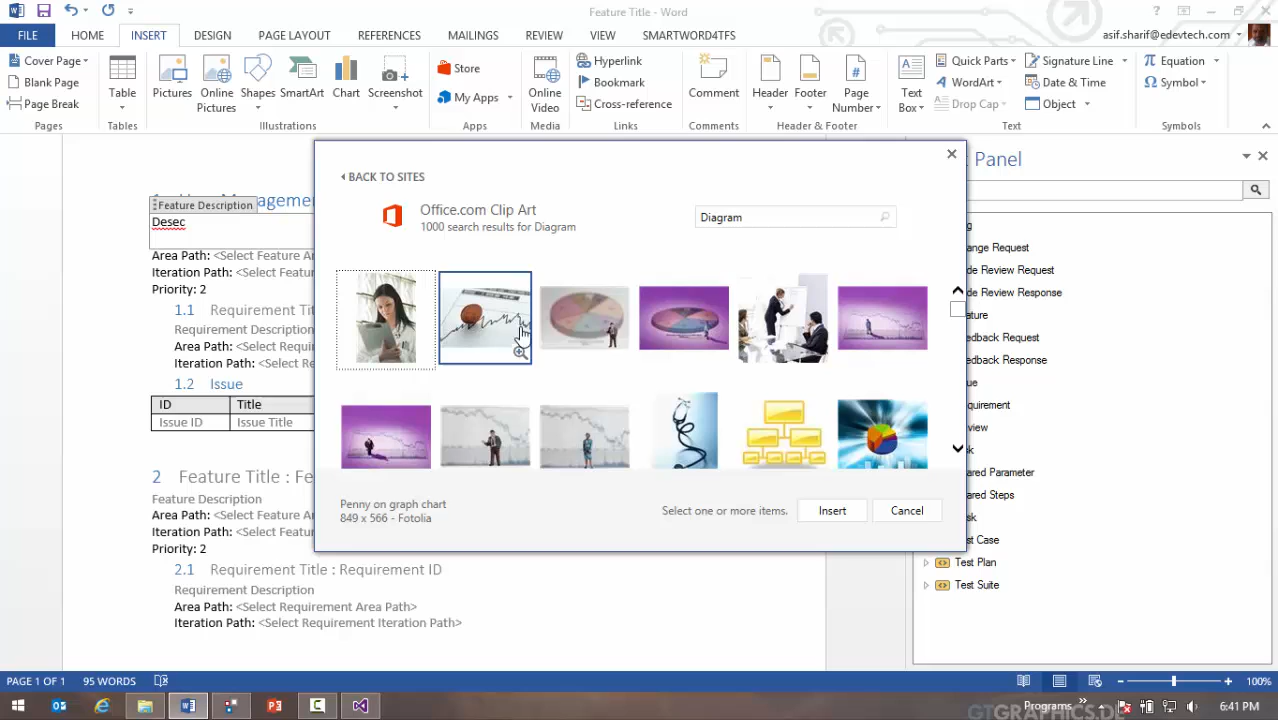 Feature Title - Word
FILE HOME INSERT DESIGN PAGE LAYOUT REFERENCES MAILINGS REVIEW VIEW SMARTWORD4TFS asif.sharif@edevtech.com
Cover Page
Blank Page
Page Break
Table
Pictures
Online Pictures
Shapes
SmartArt
Chart
Screenshot
Store
My Apps
Online Video
Hyperlink
Bookmark
Cross-reference
Comment
Header
Footer
Page Number
Text Box
Quick Parts
WordArt
Drop Cap
Signature Line
Date & Time
Object
Equation
Symbol
Pages Tables Illustrations Apps Media Links Comments Header & Footer Text Symbols
Panel
BACK TO SITES
Office.com Clip Art
1000 search results for Diagram
Diagram
Penny on graph chart
849 x 566 - Fotolia
Select one or more items.
Insert
Cancel
Feature Description
Desec
Area Path: <Select Feature
Iteration Path: <Select Featur
Priority: 2
1.1 Requirement Ti
Requirement Description
Area Path: <Select Requir
Iteration Path: <Select Re
1.2 Issue
ID Title
Issue ID Issue Title
2 Feature Title : Fe
Feature Description
Area Path: <Select Feature
Iteration Path: <Select Featur
Priority: 2
2.1 Requirement Title : Requirement ID
Requirement Description
Area Path: <Select Requirement Area Path>
Iteration Path: <Select Requirement Iteration Path>
ange Request
de Review Request
de Review Response
ature
edback Request
edback Response
ue
quirement
view
ared Parameter
ared Steps
sk
st Case
Test Plan
Test Suite
PAGE 1 OF 1 95 WORDS
100%
Programs
GTGRAPHICS.DE
6:41 PM